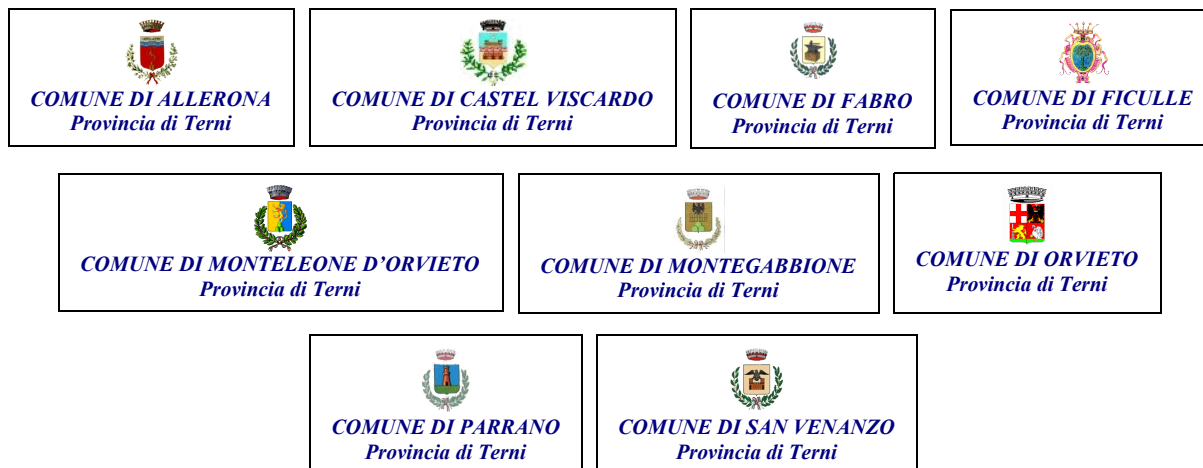 COMUNE DI ALLERONA
Provincia di Terni
COMUNE DI CASTEL VISCARDO
Provincia di Terni
COMUNE DI FABRO
Provincia di Terni
COMUNE DI FICULLE
Provincia di Terni
COMUNE DI MONTELEONE D’ORVIETO
Provincia di Terni
COMUNE DI MONTEGABBIONE
Provincia di Terni
COMUNE DI ORVIETO
Provincia di Terni
COMUNE DI PARRANO
Provincia di Terni
COMUNE DI SAN VENANZO
Provincia di Terni